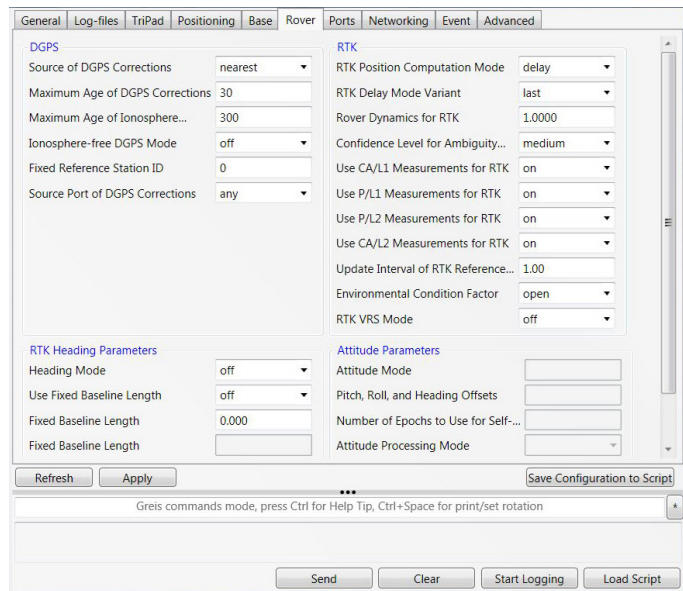 General Log-files TriPad Positioning Base Rover Ports Networking Event Advanced
DGPS
Source of DGPS Corrections nearest
Maximum Age of DGPS Corrections 30
Maximum Age of Ionosphere... 300
Ionosphere-free DGPS Mode off
Fixed Reference Station ID 0
Source Port of DGPS Corrections any
RTK
RTK Position Computation Mode delay
RTK Delay Mode Variant last
Rover Dynamics for RTK 1.0000
Confidence Level for Ambiguity... medium
Use CA/L1 Measurements for RTK on
Use P/L1 Measurements for RTK on
Use P/L2 Measurements for RTK on
Use CA/L2 Measurements for RTK on
Update Interval of RTK Reference... 1.00
Environmental Condition Factor open
RTK VRS Mode off
RTK Heading Parameters
Heading Mode off
Use Fixed Baseline Length off
Fixed Baseline Length 0.000
Fixed Baseline Length
Attitude Parameters
Attitude Mode
Pitch, Roll, and Heading Offsets
Number of Epochs to Use for Self-...
Attitude Processing Mode
Refresh Apply Save Configuration to Script
Greis commands mode, press Ctrl for Help Tip, Ctrl+Space for print/set rotation *
Send Clear Start Logging Load Script